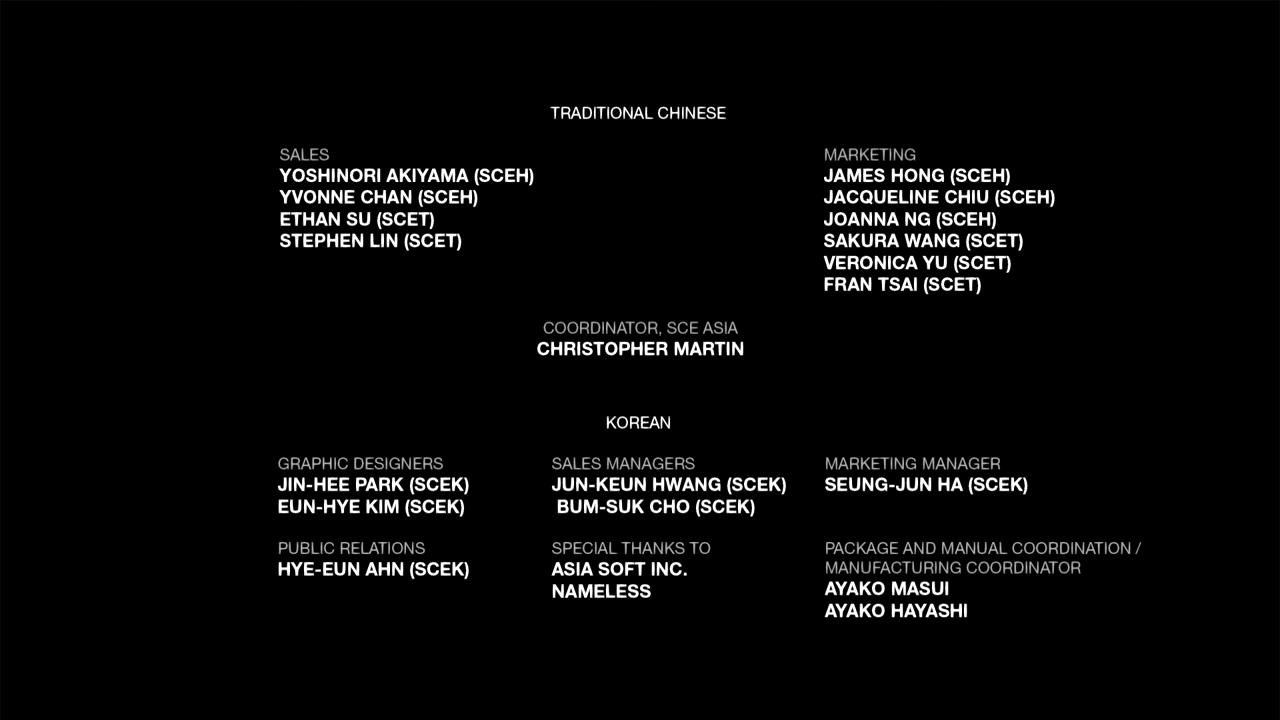 TRADITIONAL CHINESE
SALES
YOSHINORI AKIYAMA (SCEH)
YVONNE CHAN (SCEH)
ETHAN SU (SCET)
STEPHEN LIN (SCET)
MARKETING
JAMES HONG (SCEH)
JACQUELINE CHIU (SCEH)
JOANNA NG (SCEH)
SAKURA WANG (SCET)
VERONICA YU (SCET)
FRAN TSAI (SCET)
COORDINATOR, SCE ASIA
CHRISTOPHER MARTIN
KOREAN
GRAPHIC DESIGNERS
JIN-HEE PARK (SCEK)
EUN-HYE KIM (SCEK)
SALES MANAGERS
JUN-KEUN HWANG (SCEK)
BUM-SUK CHO (SCEK)
MARKETING MANAGER
SEUNG-JUN HA (SCEK)
PUBLIC RELATIONS
HYE-EUN AHN (SCEK)
SPECIAL THANKS TO
ASIA SOFT INC.
NAMELESS
PACKAGE AND MANUAL COORDINATION /
MANUFACTURING COORDINATOR
AYAKO MASUI
AYAKO HAYASHI